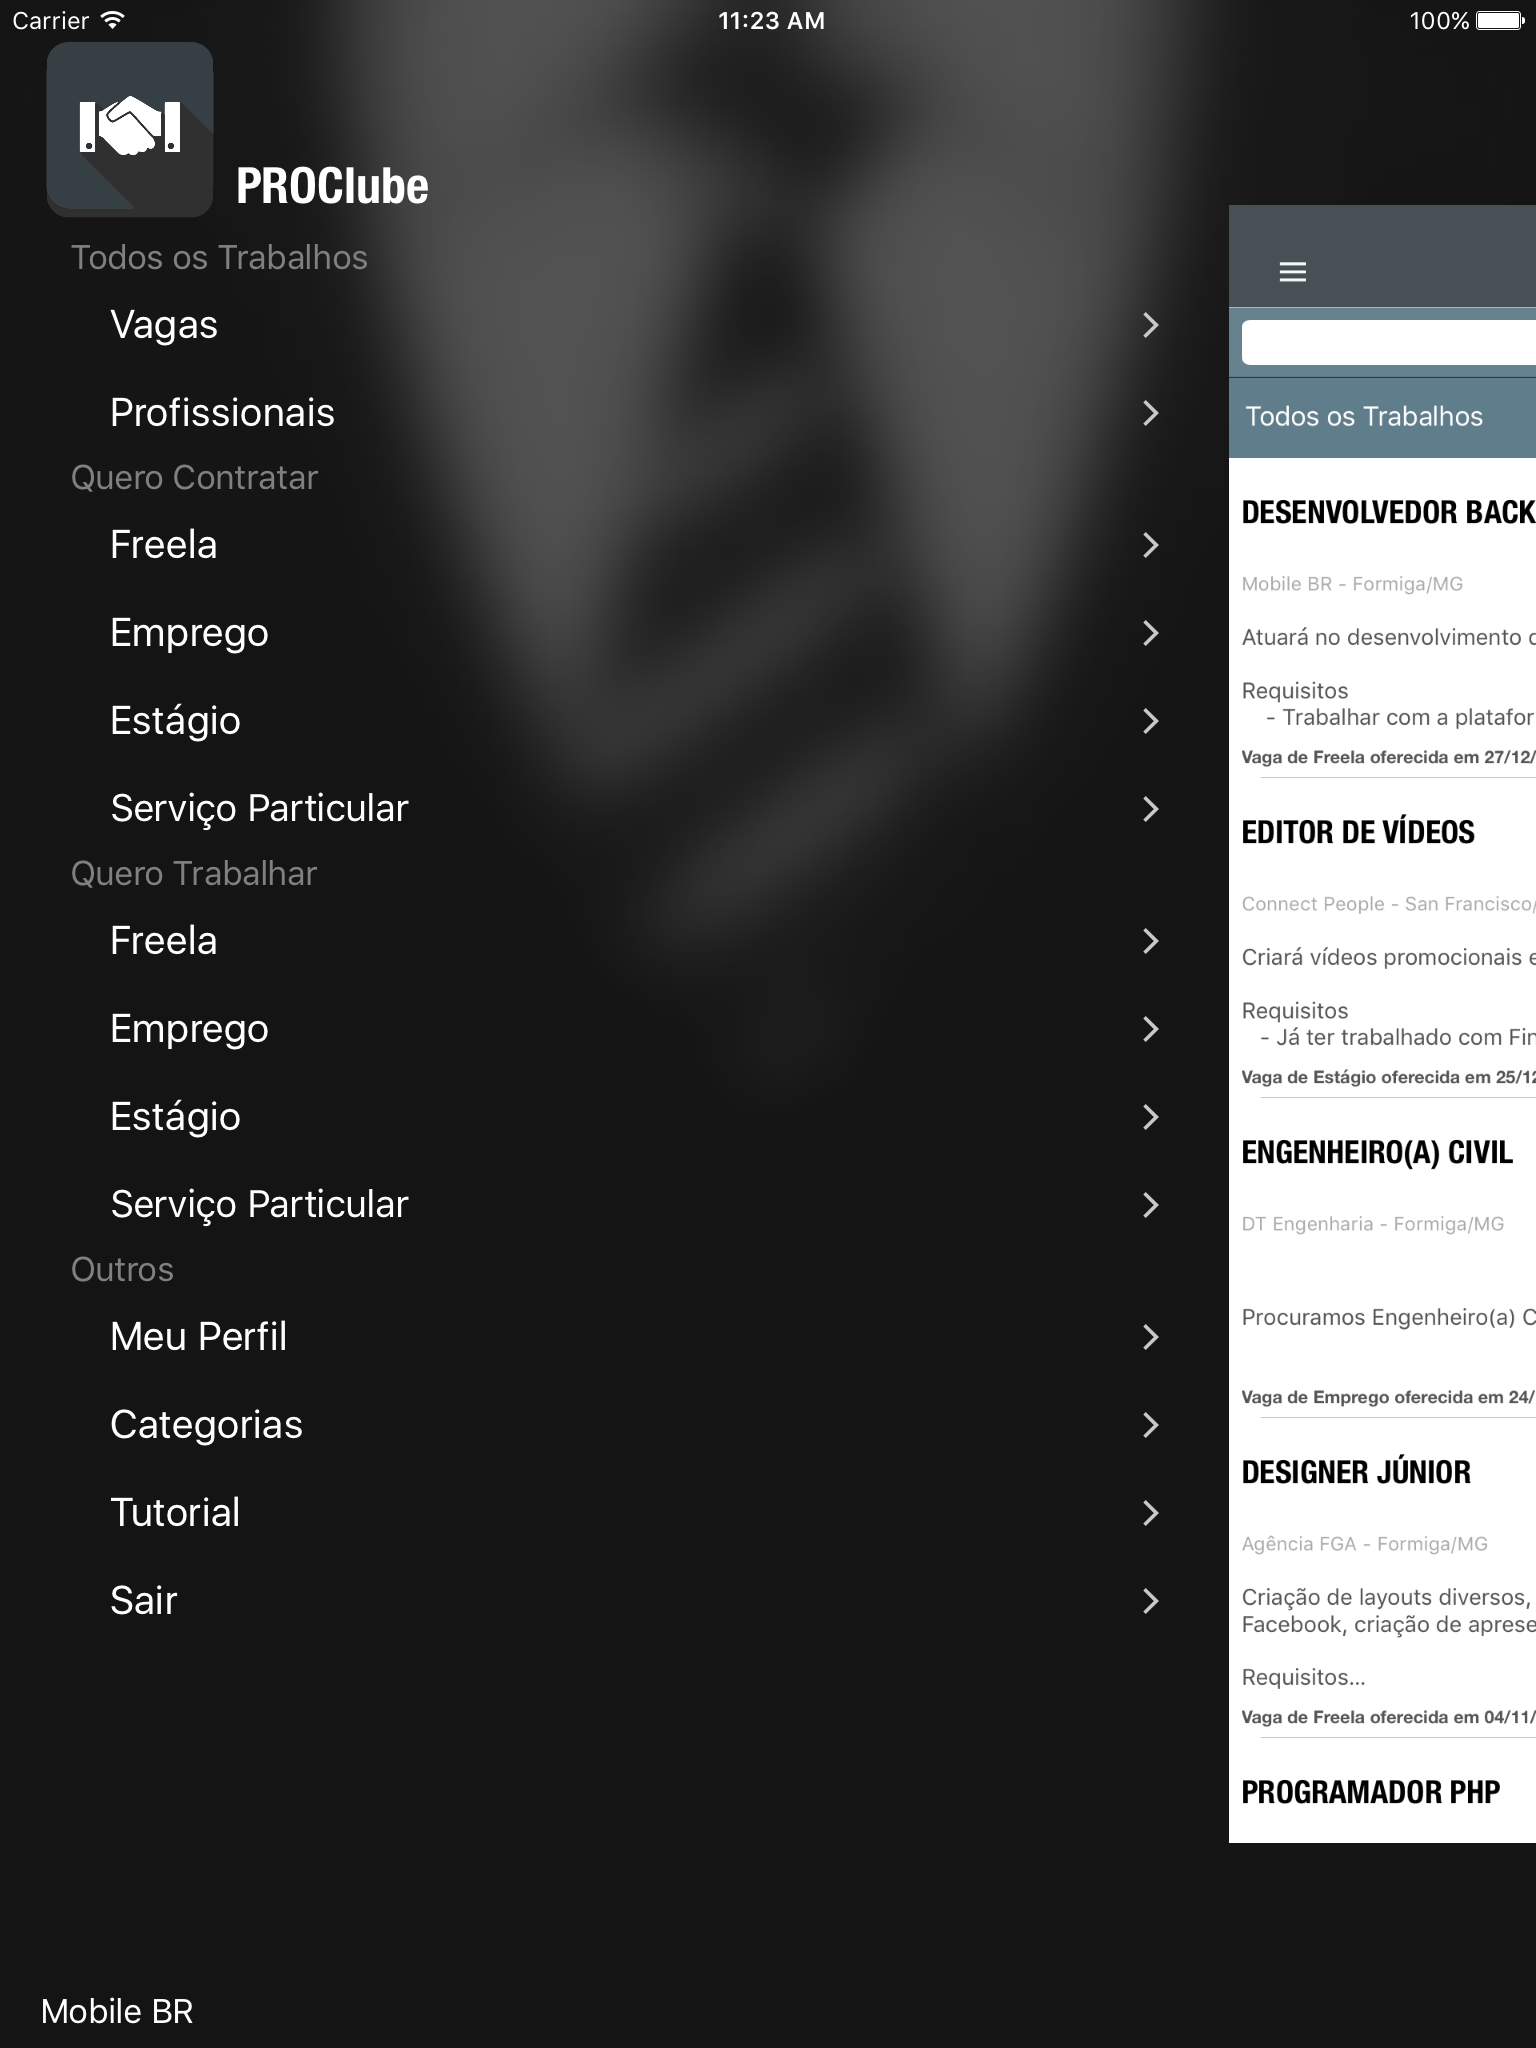 Carrier
11:23 AM
100%
PROClube
Todos os Trabalhos
Vagas
Profissionais
Quero Contratar
Freela
Emprego
Estágio
Serviço Particular
Quero Trabalhar
Freela
Emprego
Estágio
Serviço Particular
Outros
Meu Perfil
Categorias
Tutorial
Sair
Mobile BR
Todos os Trabalhos
DESENVOLVEDOR BACK
Mobile BR - Formiga/MG
Atuará no desenvolvimento
Requisitos
- Trabalhar com a platafor
Vaga de Freela oferecida em 27/12/
EDITOR DE VÍDEOS
Connect People - San Francisco/
Criará vídeos promocionais e
Requisitos
- Já ter trabalhado com Fin
Vaga de Estágio oferecida em 25/12
ENGENHEIRO(A) CIVIL
DT Engenharia - Formiga/MG
Procuramos Engenheiro(a) C
Vaga de Emprego oferecida em 24/
DESIGNER JÚNIOR
Agência FGA - Formiga/MG
Criação de layouts diversos,
Facebook, criação de aprese
Requisitos...
Vaga de Freela oferecida em 04/11/
PROGRAMADOR PHP